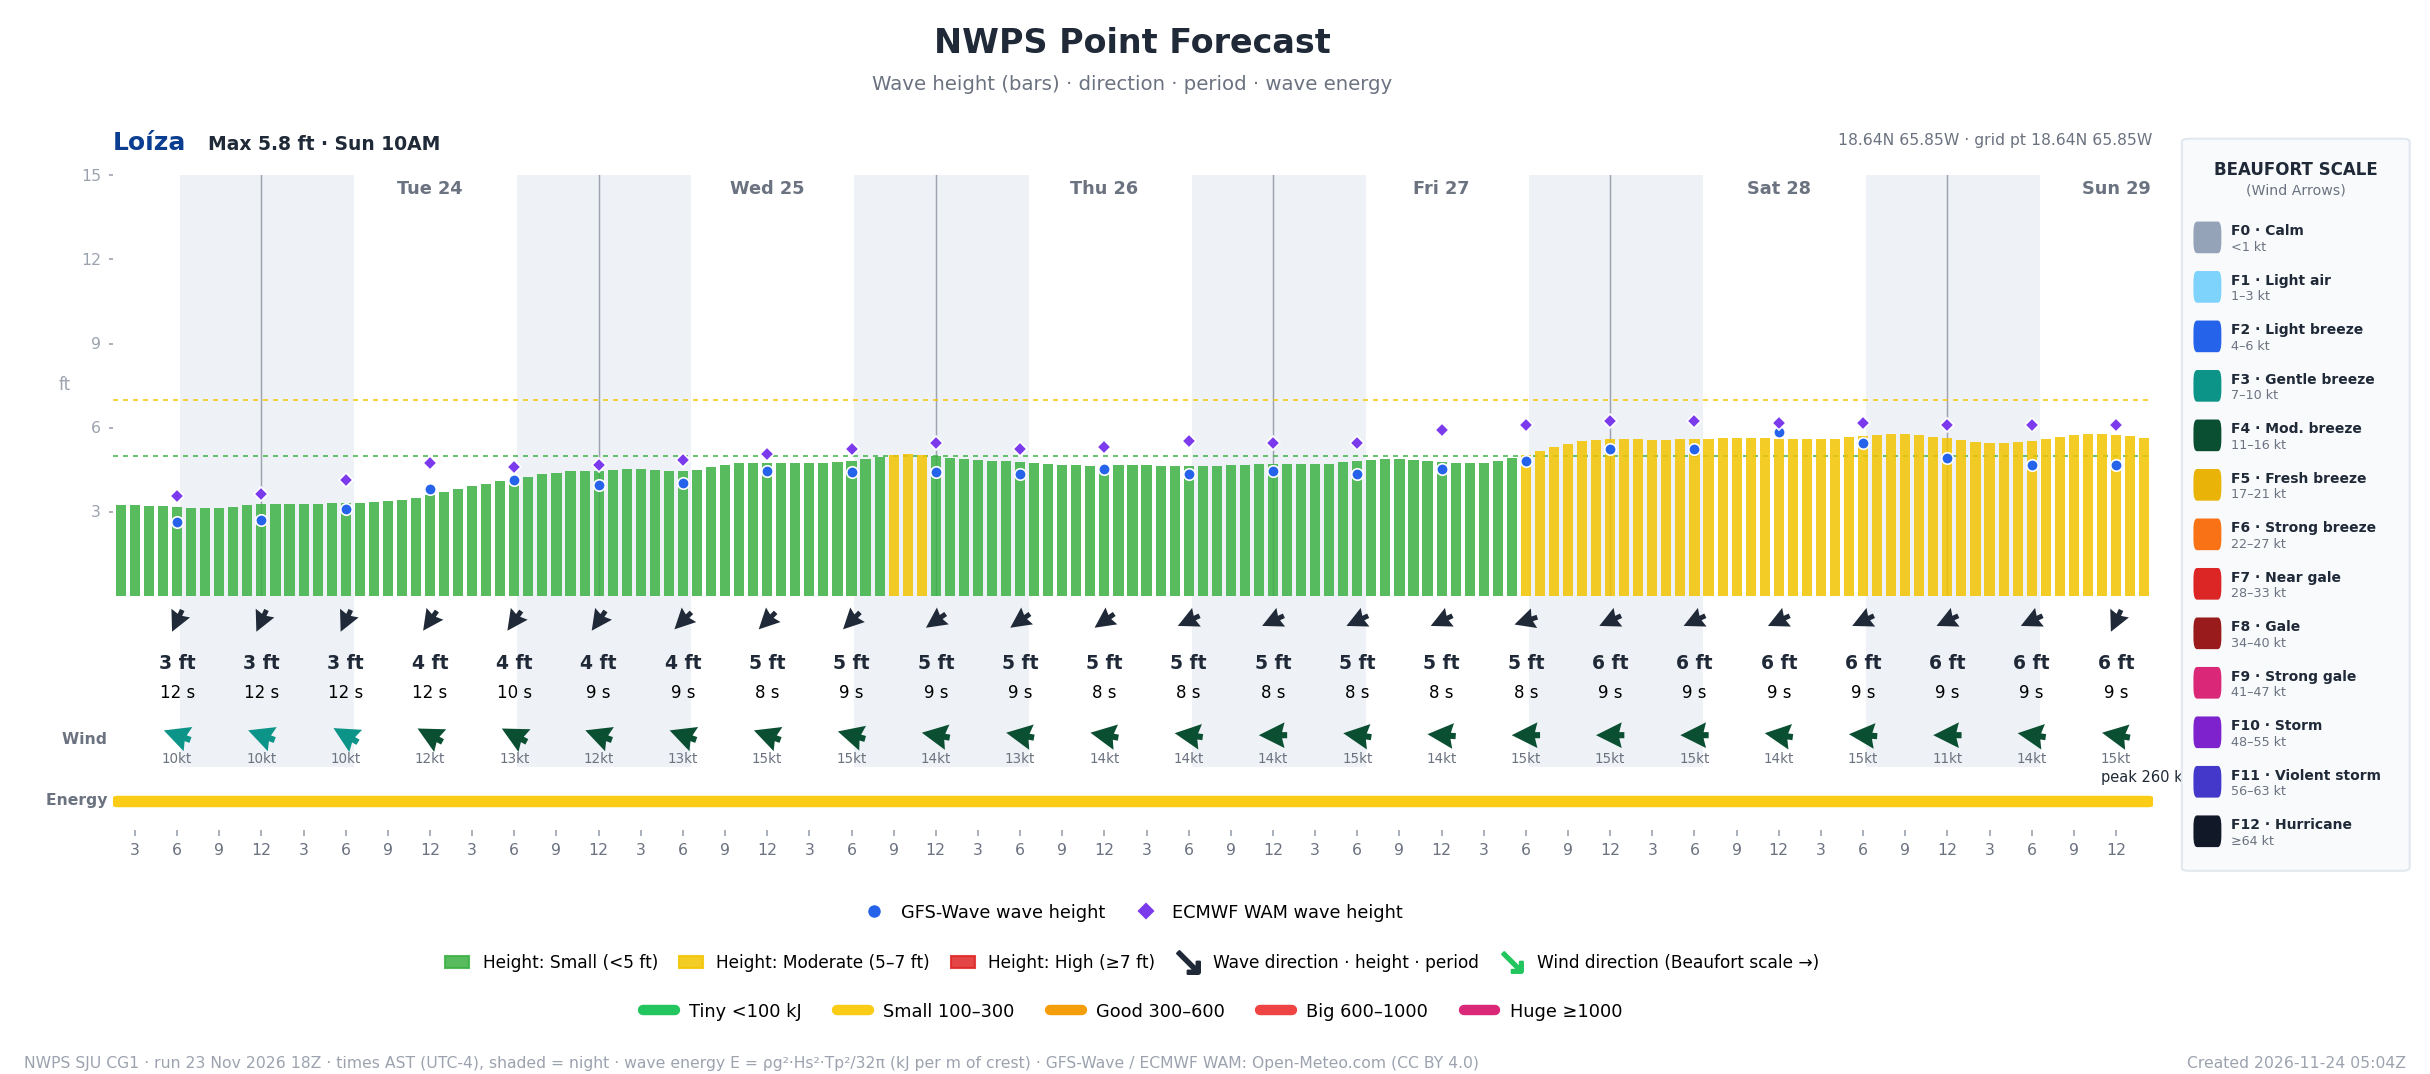 NWPS Point Forecast
Wave height (bars) · direction · period · wave energy
Loíza Max 5.8 ft · Sun 10AM
18.64N 65.85W · grid pt 18.64N 65.85W
15
12
9
ft
6
3
Tue 24 Wed 25 Thu 26 Fri 27 Sat 28 Sun 29
3 ft 3 ft 3 ft 4 ft 4 ft 4 ft 4 ft 5 ft 5 ft 5 ft 5 ft 5 ft 5 ft 5 ft 5 ft 5 ft 5 ft 6 ft 6 ft 6 ft 6 ft 6 ft 6 ft 6 ft
12 s 12 s 12 s 12 s 10 s 9 s 9 s 8 s 9 s 9 s 9 s 8 s 8 s 8 s 8 s 8 s 8 s 9 s 9 s 9 s 9 s 9 s 9 s 9 s
Wind
10kt 10kt 10kt 12kt 13kt 12kt 13kt 15kt 15kt 14kt 13kt 14kt 14kt 14kt 15kt 14kt 15kt 15kt 15kt 14kt 15kt 11kt 14kt 15kt
peak 260 k
Energy
3 6 9 12 3 6 9 12 3 6 9 12 3 6 9 12 3 6 9 12 3 6 9 12 3 6 9 12 3 6 9 12 3 6 9 12 3 6 9 12 3 6 9 12 3 6 9 12
BEAUFORT SCALE
(Wind Arrows)
F0 · Calm
<1 kt
F1 · Light air
1–3 kt
F2 · Light breeze
4–6 kt
F3 · Gentle breeze
7–10 kt
F4 · Mod. breeze
11–16 kt
F5 · Fresh breeze
17–21 kt
F6 · Strong breeze
22–27 kt
F7 · Near gale
28–33 kt
F8 · Gale
34–40 kt
F9 · Strong gale
41–47 kt
F10 · Storm
48–55 kt
F11 · Violent storm
56–63 kt
F12 · Hurricane
≥64 kt
GFS-Wave wave height ECMWF WAM wave height
Height: Small (<5 ft) Height: Moderate (5–7 ft) Height: High (≥7 ft) Wave direction · height · period Wind direction (Beaufort scale →)
Tiny <100 kJ Small 100–300 Good 300–600 Big 600–1000 Huge ≥1000
NWPS SJU CG1 · run 23 Nov 2026 18Z · times AST (UTC-4), shaded = night · wave energy E = ρg²·Hs²·Tp²/32π (kJ per m of crest) · GFS-Wave / ECMWF WAM: Open-Meteo.com (CC BY 4.0)
Created 2026-11-24 05:04Z